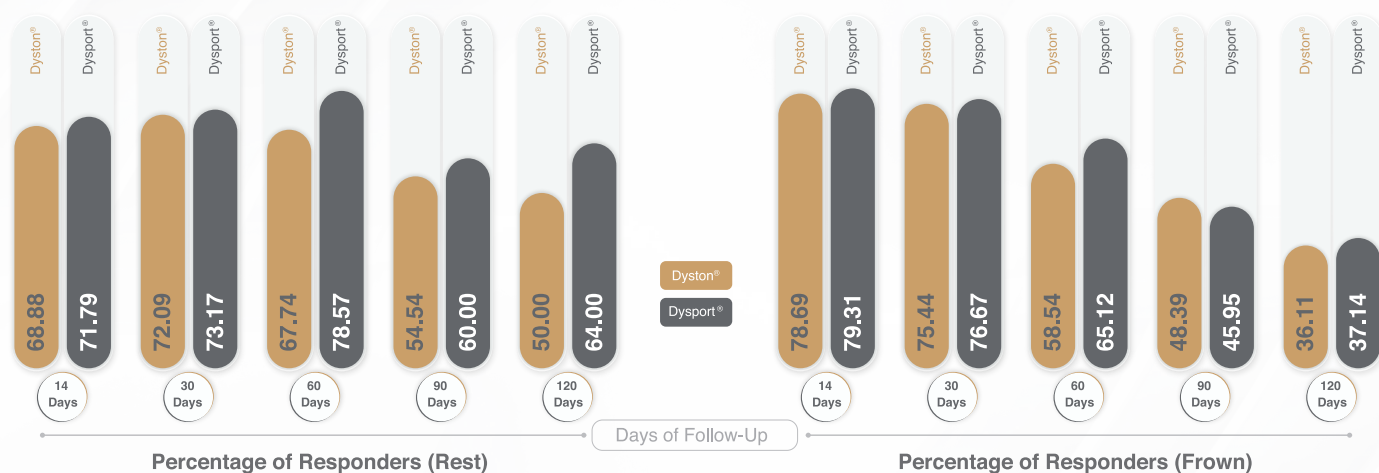 Dyston®
Dysport®
Dyston®
Dysport®
Dyston®
Dysport®
Dyston®
Dysport®
Dyston®
Dysport®
68.88
71.79
72.09
73.17
67.74
78.57
54.54
60.00
50.00
64.00
14
Days
30
Days
60
Days
90
Days
120
Days
Percentage of Responders (Rest)
Dyston®
Dysport®
Days of Follow-Up
Dyston®
Dysport®
Dyston®
Dysport®
Dyston®
Dysport®
Dyston®
Dysport®
Dyston®
Dysport®
78.69
79.31
75.44
76.67
58.54
65.12
48.39
45.95
36.11
37.14
14
Days
30
Days
60
Days
90
Days
120
Days
Percentage of Responders (Frown)